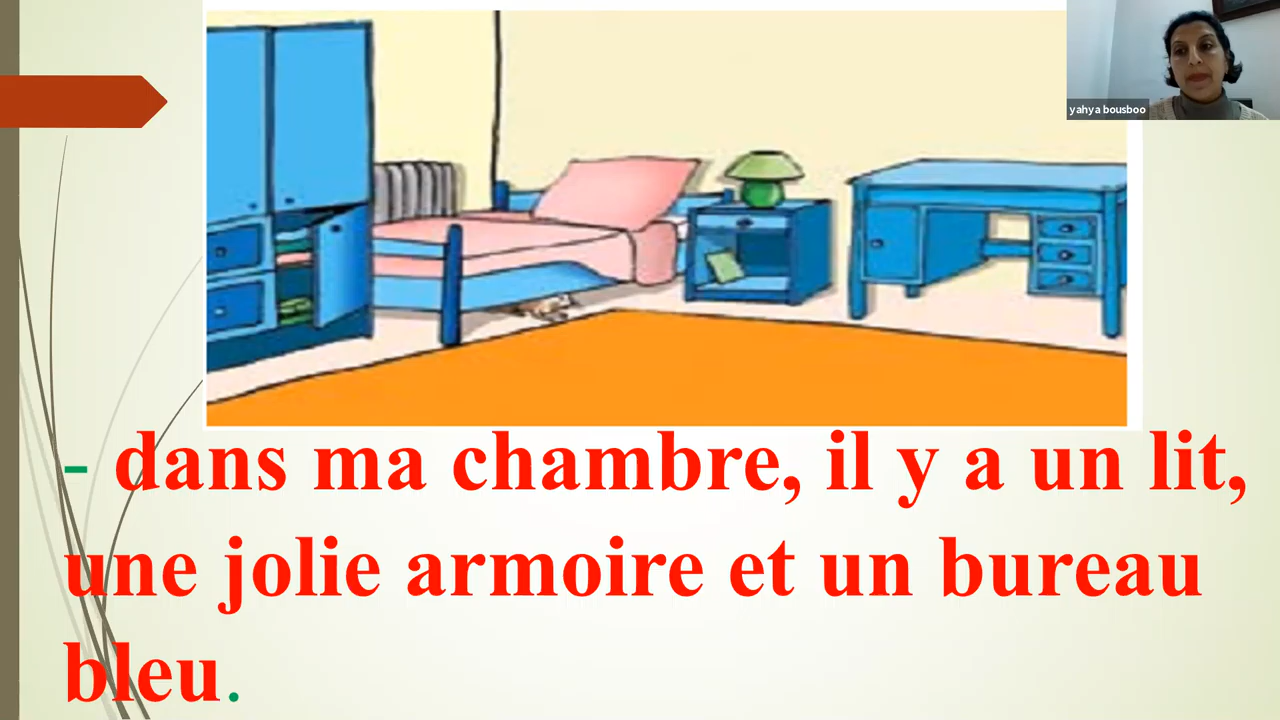 yahya bousboo
- dans ma chambre, il y a un lit,
une jolie armoire et un bureau
bleu.